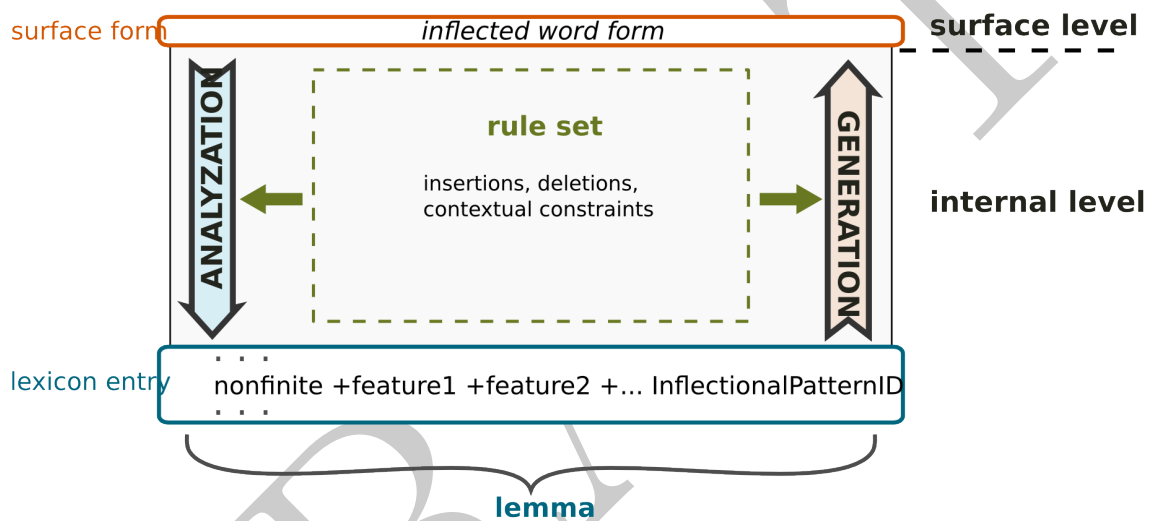 surface form
inflected word form
surface level
ANALYZATION
rule set
insertions, deletions,
contextual constraints
GENERATION
internal level
lexicon entry
. . .
nonfinite +feature1 +feature2 +... InflectionalPatternID
. . .
lemma